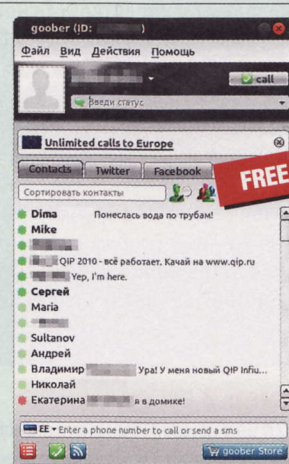 goober (ID: )
Файл Вид Действия Помощь
call
Введи статус
Unlimited calls to Europe
Contacts Twitter Facebook
FREE
Сортировать контакты
Dima Понеслась вода по трубам!
Mike
QIP 2010 - всё работает. Качай на www.qip.ru
Yep, I'm here.
Сергей
Maria
Sultanov
Андрей
Владимир Ура! У меня новый QIP Infiu...
Николай
Екатерина я в домике!
EE Enter a phone number to call or send a sms
goober Store